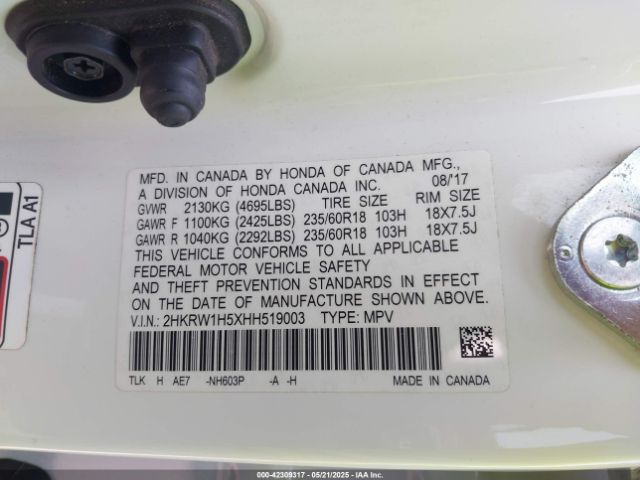 MFD. IN CANADA BY HONDA OF CANADA MFG.,
A DIVISION OF HONDA CANADA INC. 08/'17
GVWR 2130KG (4695LBS) TIRE SIZE RIM SIZE
GAWR F 1100KG (2425LBS) 235/60R18 103H 18X7.5J
GAWR R 1040KG (2292LBS) 235/60R18 103H 18X7.5J
THIS VEHICLE CONFORMS TO ALL APPLICABLE
FEDERAL MOTOR VEHICLE SAFETY
AND THEFT PREVENTION STANDARDS IN EFFECT
ON THE DATE OF MANUFACTURE SHOWN ABOVE.
V.I.N.: 2HKRW1H5XHH519003 TYPE: MPV
TLK H AE7 -NH603P -A -H MADE IN CANADA
TLA A1
000-42309317 - 05/21/2025 - IAA Inc.